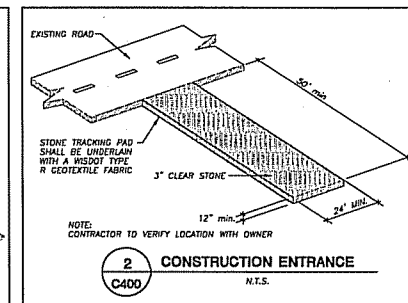 EXISTING ROAD
50' min.
STONE TRACKING PAD
SHALL BE UNDERLAIN
WITH A WISDOT TYPE
R GEOTEXTILE FABRIC
3" CLEAR STONE
12" min.
24' MIN.
NOTE:
CONTRACTOR TO VERIFY LOCATION WITH OWNER
2
C400
CONSTRUCTION ENTRANCE
N.T.S.